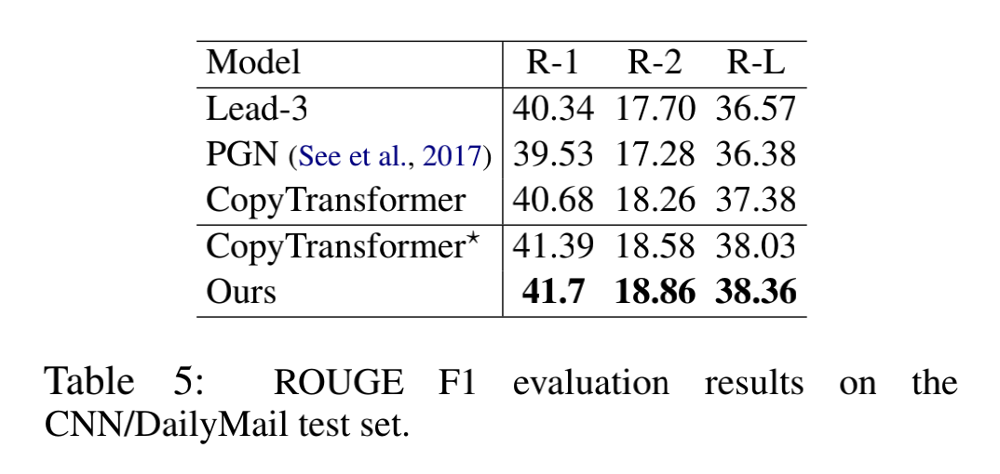 Model R-1 R-2 R-L
Lead-3 40.34 17.70 36.57
PGN (See et al., 2017) 39.53 17.28 36.38
CopyTransformer 40.68 18.26 37.38
CopyTransformer⋆ 41.39 18.58 38.03
Ours 41.7 18.86 38.36
Table 5: ROUGE F1 evaluation results on the
CNN/DailyMail test set.